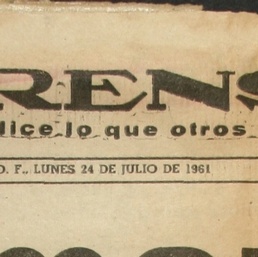 RENS
dice lo que otros
D. F., LUNES 24 DE JULIO DE 1961